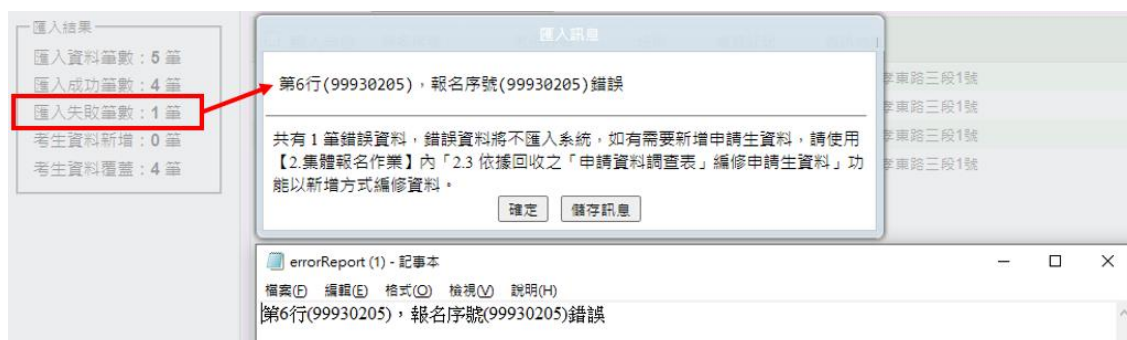 匯入結果
匯入資料筆數：5 筆
匯入成功筆數：4 筆
匯入失敗筆數：1 筆
考生資料新增：0 筆
考生資料覆蓋：4 筆
匯入訊息
第6行(99930205)，報名序號(99930205)錯誤
共有 1 筆錯誤資料，錯誤資料將不匯入系統，如有需要新增申請生資料，請使用
【2.集體報名作業】內「2.3 依據回收之「申請資料調查表」編修申請生資料」功
能以新增方式編修資料。
確定
儲存訊息
孝東路三段1號
孝東路三段1號
孝東路三段1號
孝東路三段1號
errorReport (1) - 記事本
檔案(F) 編輯(E) 格式(O) 檢視(V) 說明(H)
第6行(99930205)，報名序號(99930205)錯誤